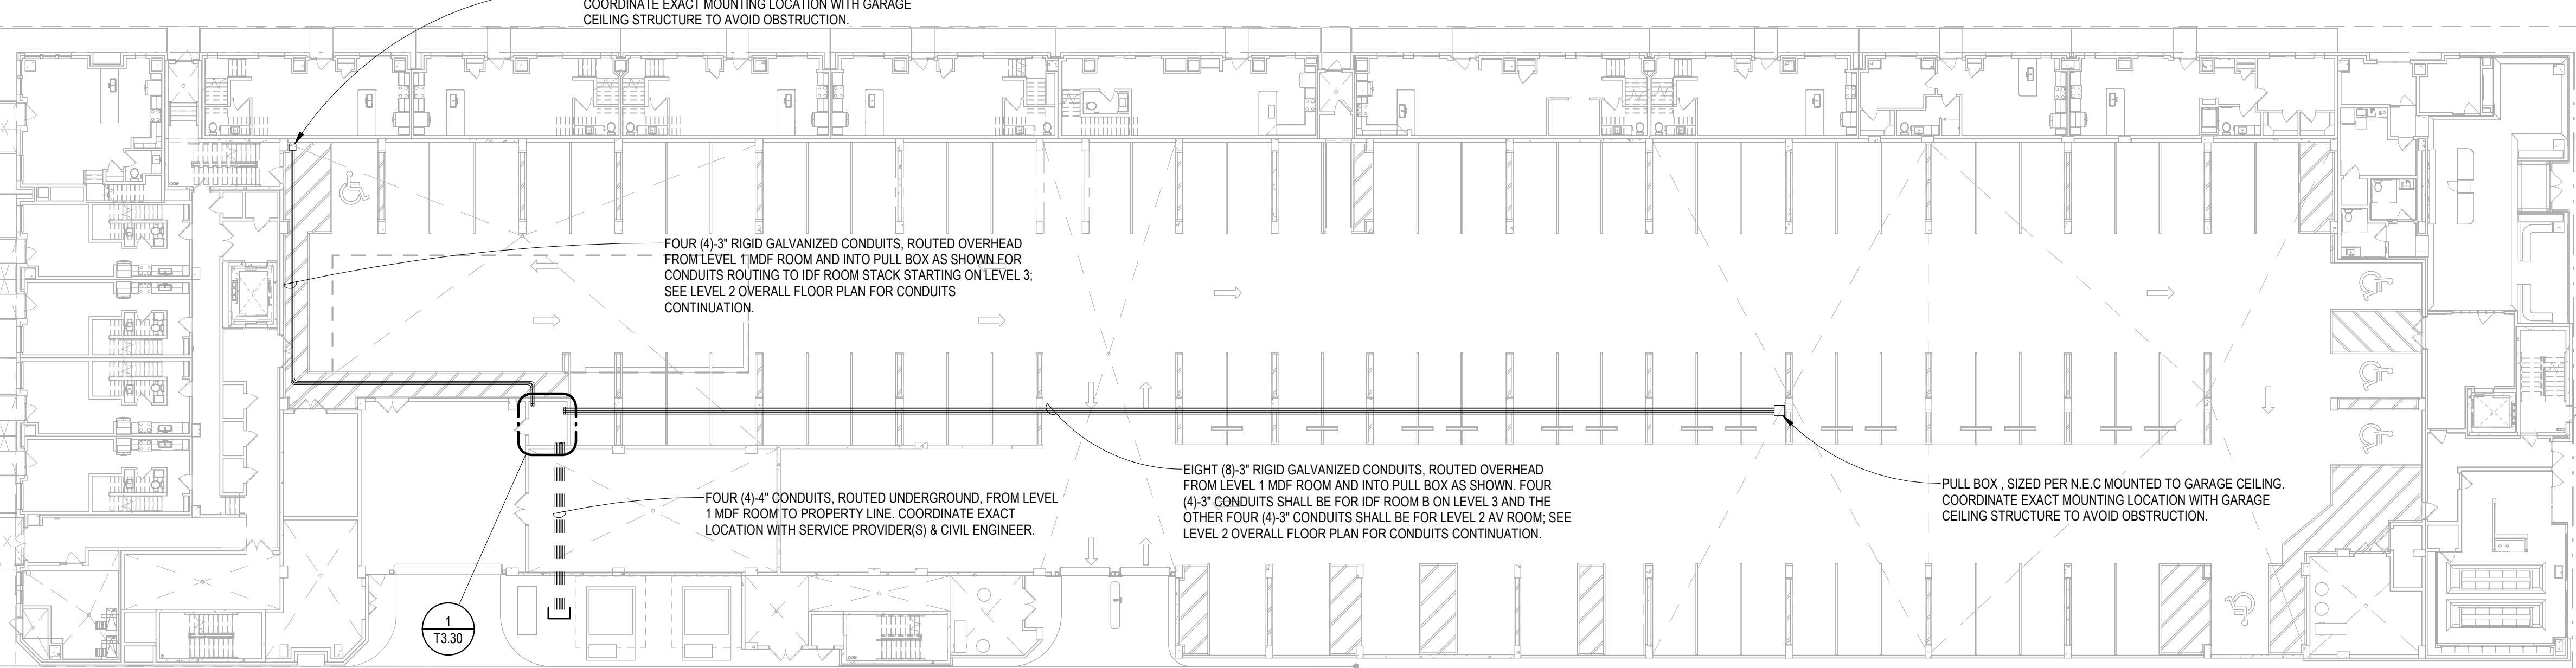 COORDINATE EXACT MOUNTING LOCATION WITH GARAGE
CEILING STRUCTURE TO AVOID OBSTRUCTION.
FOUR (4)-3" RIGID GALVANIZED CONDUITS, ROUTED OVERHEAD
FROM LEVEL 1 MDF ROOM AND INTO PULL BOX AS SHOWN FOR
CONDUITS ROUTING TO IDF ROOM STACK STARTING ON LEVEL 3;
SEE LEVEL 2 OVERALL FLOOR PLAN FOR CONDUITS
CONTINUATION.
FOUR (4)-4" CONDUITS, ROUTED UNDERGROUND, FROM LEVEL
1 MDF ROOM TO PROPERTY LINE. COORDINATE EXACT
LOCATION WITH SERVICE PROVIDER(S) & CIVIL ENGINEER.
EIGHT (8)-3" RIGID GALVANIZED CONDUITS, ROUTED OVERHEAD
FROM LEVEL 1 MDF ROOM AND INTO PULL BOX AS SHOWN. FOUR
(4)-3" CONDUITS SHALL BE FOR IDF ROOM B ON LEVEL 3 AND THE
OTHER FOUR (4)-3" CONDUITS SHALL BE FOR LEVEL 2 AV ROOM; SEE
LEVEL 2 OVERALL FLOOR PLAN FOR CONDUITS CONTINUATION.
PULL BOX , SIZED PER N.E.C MOUNTED TO GARAGE CEILING.
COORDINATE EXACT MOUNTING LOCATION WITH GARAGE
CEILING STRUCTURE TO AVOID OBSTRUCTION.
1
T3.30